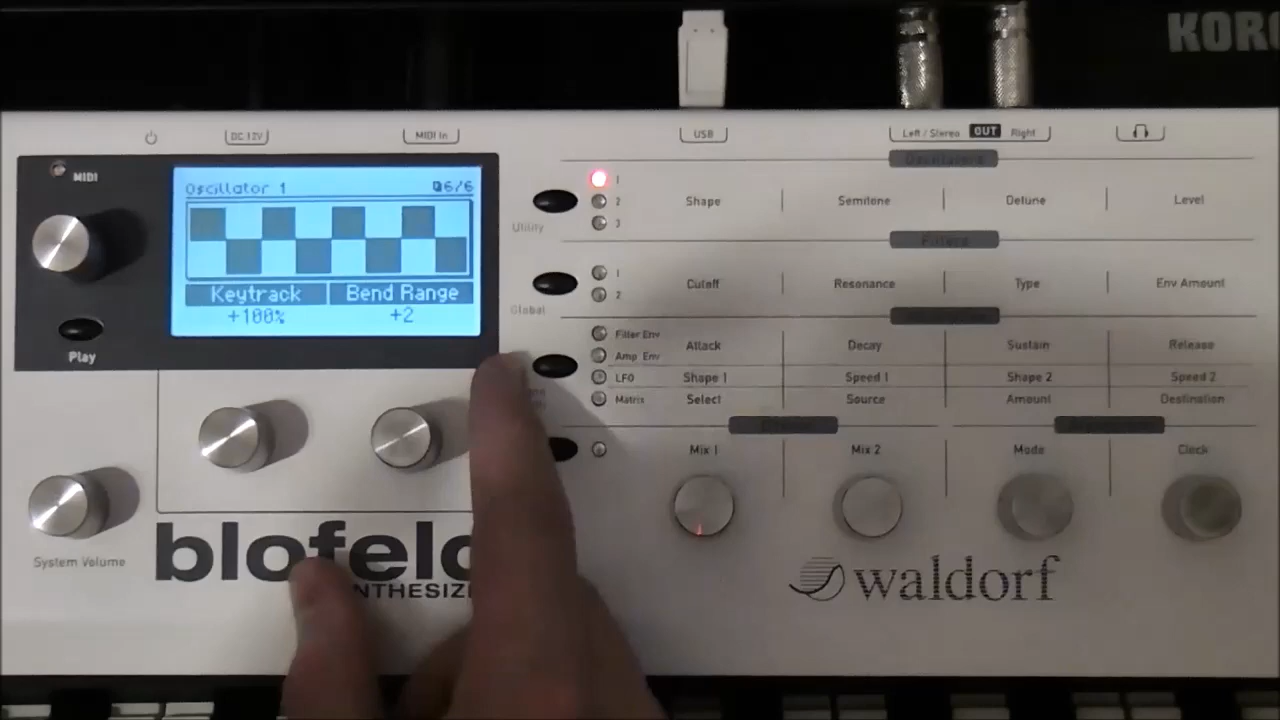 KORG
DC 12V
MIDI In
USB
Left / Stereo OUT Right
MIDI
Oscillator 1 6/6
Keytrack Bend Range
+100% +2
Play
System Volume
Utility
Global
Oscillators
1
2
3
Shape Semitone Detune Level
Filters
1
2
Cutoff Resonance Type Env Amount
Filter Env
Amp Env
LFO
Matrix
Attack Decay Sustain Release
Shape 1 Speed 1 Shape 2 Speed 2
Select Source Amount Destination
Mix 1 Mix 2 Mode Clock
blofeld
waldorf